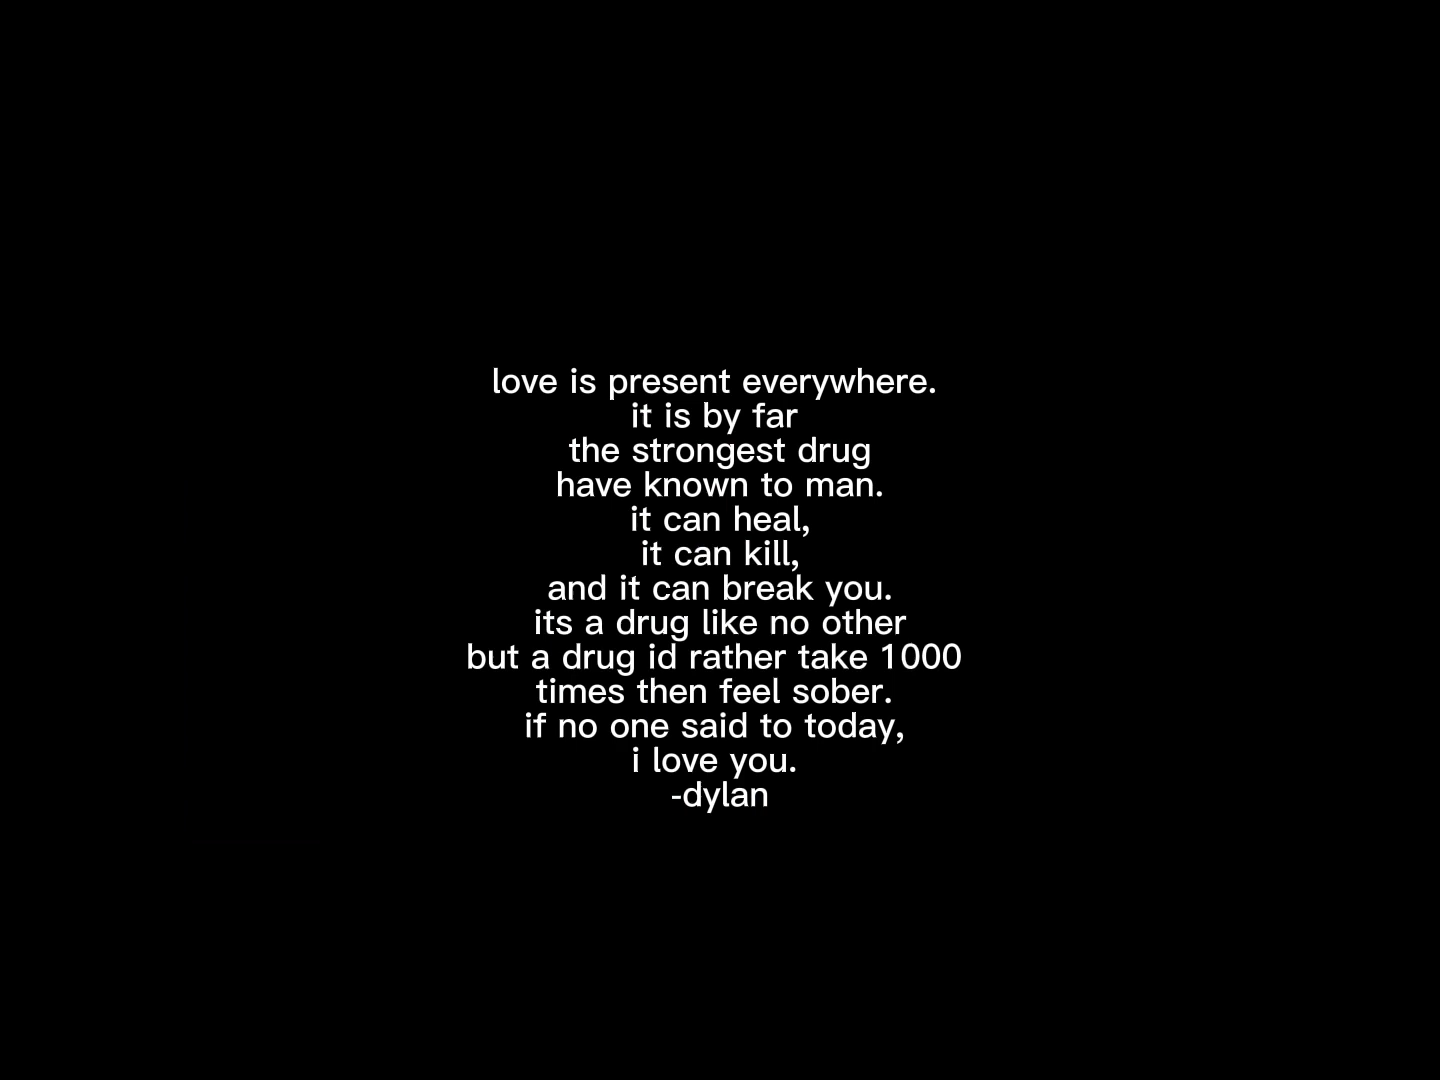 love is present everywhere.
it is by far
the strongest drug
have known to man.
it can heal,
it can kill,
and it can break you.
its a drug like no other
but a drug id rather take 1000
times then feel sober.
if no one said to today,
i love you.
-dylan